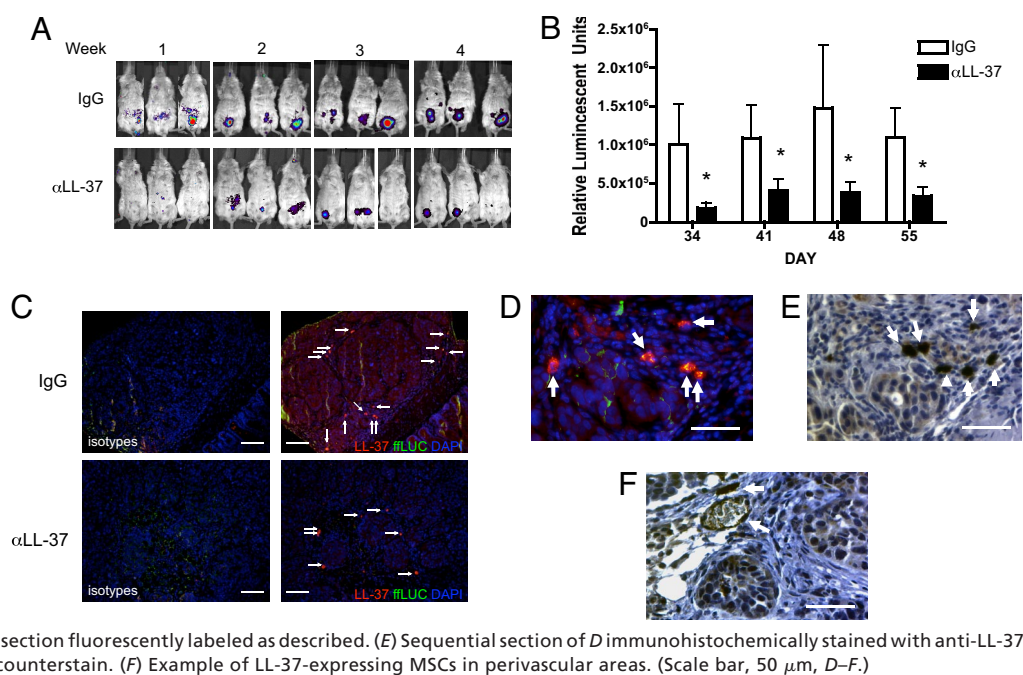 A
Week 1 2 3 4
IgG
αLL-37
B
Relative Luminescent Units
2.5x10⁶
2.0x10⁶
1.5x10⁶
1.0x10⁶
5.0x10⁵
0
* * * *
34 41 48 55
DAY
IgG
αLL-37
C
IgG
isotypes
LL-37 ffLUC DAPI
αLL-37
isotypes
LL-37 ffLUC DAPI
D
E
F
section fluorescently labeled as described. (E) Sequential section of D immunohistochemically stained with anti-LL-37
counterstain. (F) Example of LL-37-expressing MSCs in perivascular areas. (Scale bar, 50 μm, D–F.)